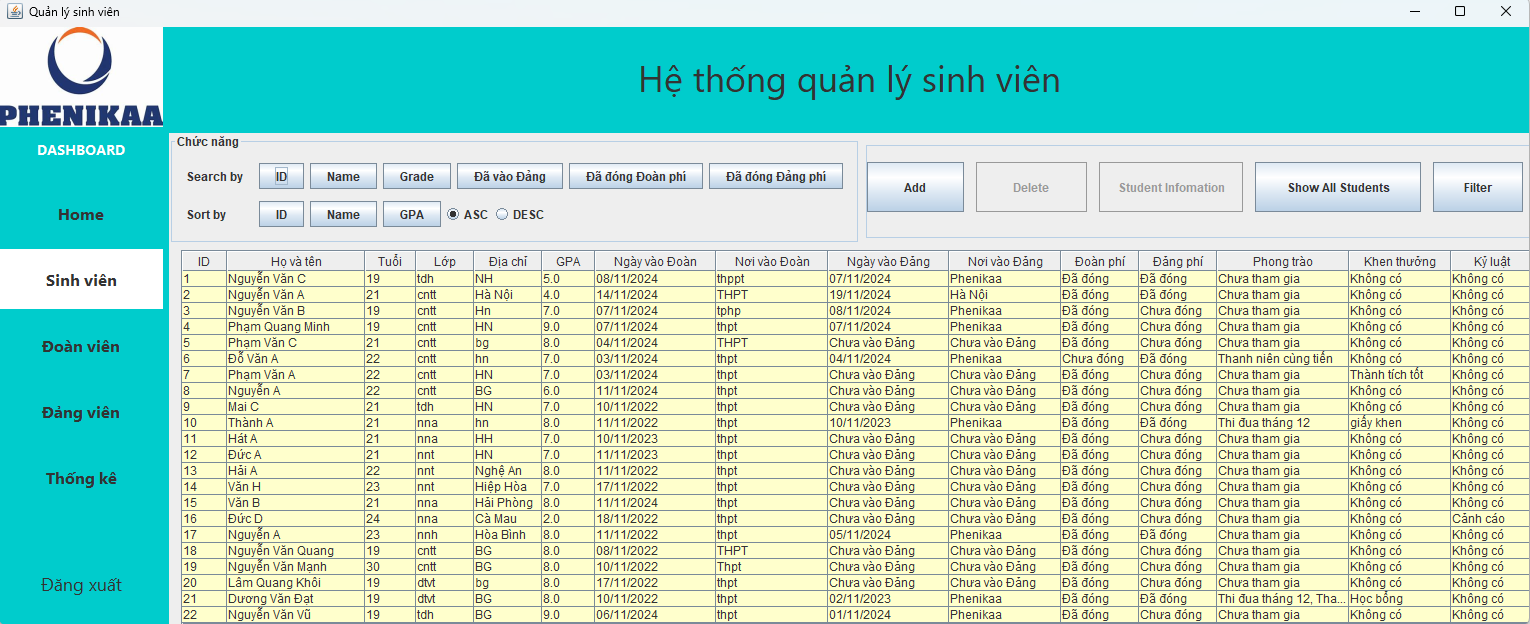 Quản lý sinh viên
PHENIKAA
Hệ thống quản lý sinh viên
DASHBOARD
Home
Sinh viên
Đoàn viên
Đảng viên
Thống kê
Đăng xuất
Chức năng
Search by ID Name Grade Đã vào Đảng Đã đóng Đoàn phí Đã đóng Đảng phí
Sort by ID Name GPA ASC DESC
Add Delete Student Infomation Show All Students Filter
ID Họ và tên Tuổi Lớp Địa chỉ GPA Ngày vào Đoàn Nơi vào Đoàn Ngày vào Đảng Nơi vào Đảng Đoàn phí Đảng phí Phong trào Khen thưởng Kỷ luật
1 Nguyễn Văn C 19 tdh NH 5.0 08/11/2024 thppt 07/11/2024 Phenikaa Đã đóng Đã đóng Chưa tham gia Không có Không có
2 Nguyễn Văn A 21 cntt Hà Nội 4.0 14/11/2024 THPT 19/11/2024 Hà Nội Đã đóng Chưa đóng Chưa tham gia Không có Không có
3 Nguyễn Văn B 21 cntt Hn 7.0 07/11/2024 tphp 08/11/2024 Phenikaa Đã đóng Chưa đóng Chưa tham gia Không có Không có
4 Phạm Quang Minh 19 cntt HN 9.0 07/11/2024 thpt 07/11/2024 Phenikaa Đã đóng Chưa đóng Chưa tham gia Không có Không có
5 Phạm Văn C 21 cntt bg 8.0 04/11/2024 THPT Chưa vào Đảng Chưa vào Đảng Đã đóng Chưa đóng Chưa tham gia Không có Không có
6 Đỗ Văn A 22 cntt hn 7.0 03/11/2024 thpt 04/11/2024 Phenikaa Chưa đóng Đã đóng Thanh niên cùng tiến Không có Không có
7 Phạm Văn A 22 cntt HN 7.0 03/11/2024 thpt Chưa vào Đảng Chưa vào Đảng Đã đóng Chưa đóng Chưa tham gia Thành tích tốt Không có
8 Nguyễn A 22 cntt BG 6.0 11/11/2024 thpt Chưa vào Đảng Chưa vào Đảng Đã đóng Chưa đóng Chưa tham gia Không có Không có
9 Mai C 21 tdh HN 7.0 10/11/2022 thpt Chưa vào Đảng Chưa vào Đảng Đã đóng Chưa đóng Chưa tham gia Không có Không có
10 Thành A 21 nna hn 8.0 11/11/2022 thpt 10/11/2023 Phenikaa Đã đóng Đã đóng Thi đua tháng 12 giấy khen Không có
11 Hát A 21 nna HH 7.0 10/11/2023 thpt Chưa vào Đảng Chưa vào Đảng Đã đóng Chưa đóng Chưa tham gia Không có Không có
12 Đức A 21 nnt HN 7.0 11/11/2023 thpt Chưa vào Đảng Chưa vào Đảng Đã đóng Chưa đóng Chưa tham gia Không có Không có
13 Hải A 22 nnt Nghệ An 8.0 11/11/2022 thpt Chưa vào Đảng Chưa vào Đảng Đã đóng Chưa đóng Chưa tham gia Không có Không có
14 Văn H 23 nnt Hiệp Hòa 7.0 17/11/2022 thpt Chưa vào Đảng Chưa vào Đảng Đã đóng Chưa đóng Chưa tham gia Không có Không có
15 Văn B 21 nna Hải Phòng 8.0 11/11/2024 thpt Chưa vào Đảng Chưa vào Đảng Đã đóng Chưa đóng Chưa tham gia Không có Không có
16 Đức D 24 nna Cà Mau 2.0 18/11/2022 thpt Chưa vào Đảng Chưa vào Đảng Đã đóng Chưa đóng Chưa tham gia Không có Cảnh cáo
17 Nguyễn A 23 nnh Hòa Bình 8.0 11/11/2022 thpt 05/11/2024 Phenikaa Đã đóng Đã đóng Chưa tham gia Không có Không có
18 Nguyễn Văn Quang 19 cntt BG 8.0 08/11/2022 THPT Chưa vào Đảng Chưa vào Đảng Đã đóng Chưa đóng Chưa tham gia Không có Không có
19 Nguyễn Văn Mạnh 30 cntt BG 8.0 10/11/2022 Thpt Chưa vào Đảng Chưa vào Đảng Đã đóng Chưa đóng Chưa tham gia Không có Không có
20 Lâm Quang Khôi 19 dtvt bg 8.0 17/11/2022 thpt Chưa vào Đảng Chưa vào Đảng Đã đóng Chưa đóng Chưa tham gia Không có Không có
21 Dương Văn Đạt 19 dtvt BG 8.0 10/11/2022 thpt 02/11/2023 Phenikaa Đã đóng Đã đóng Thi đua tháng 12, Tha... Học bổng Không có
22 Nguyễn Văn Vũ 19 tdh BG 9.0 06/11/2024 thpt 01/11/2024 Phenikaa Đã đóng Chưa đóng Chưa tham gia Không có Không có